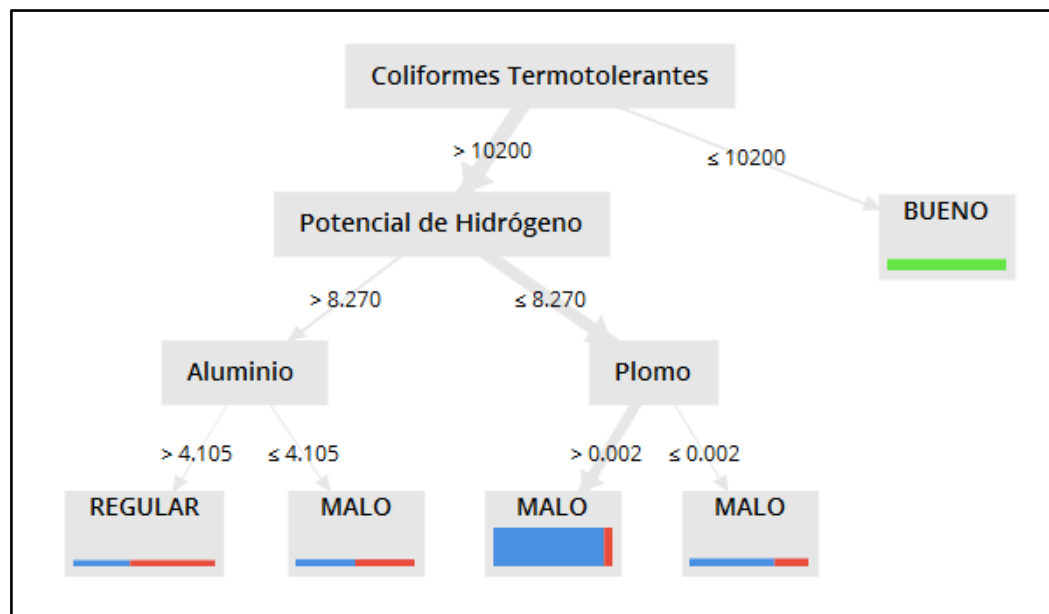 Coliformes Termotolerantes
> 10200
≤ 10200
Potencial de Hidrógeno
BUENO
> 8.270
≤ 8.270
Aluminio
Plomo
> 4.105
≤ 4.105
> 0.002
≤ 0.002
REGULAR
MALO
MALO
MALO